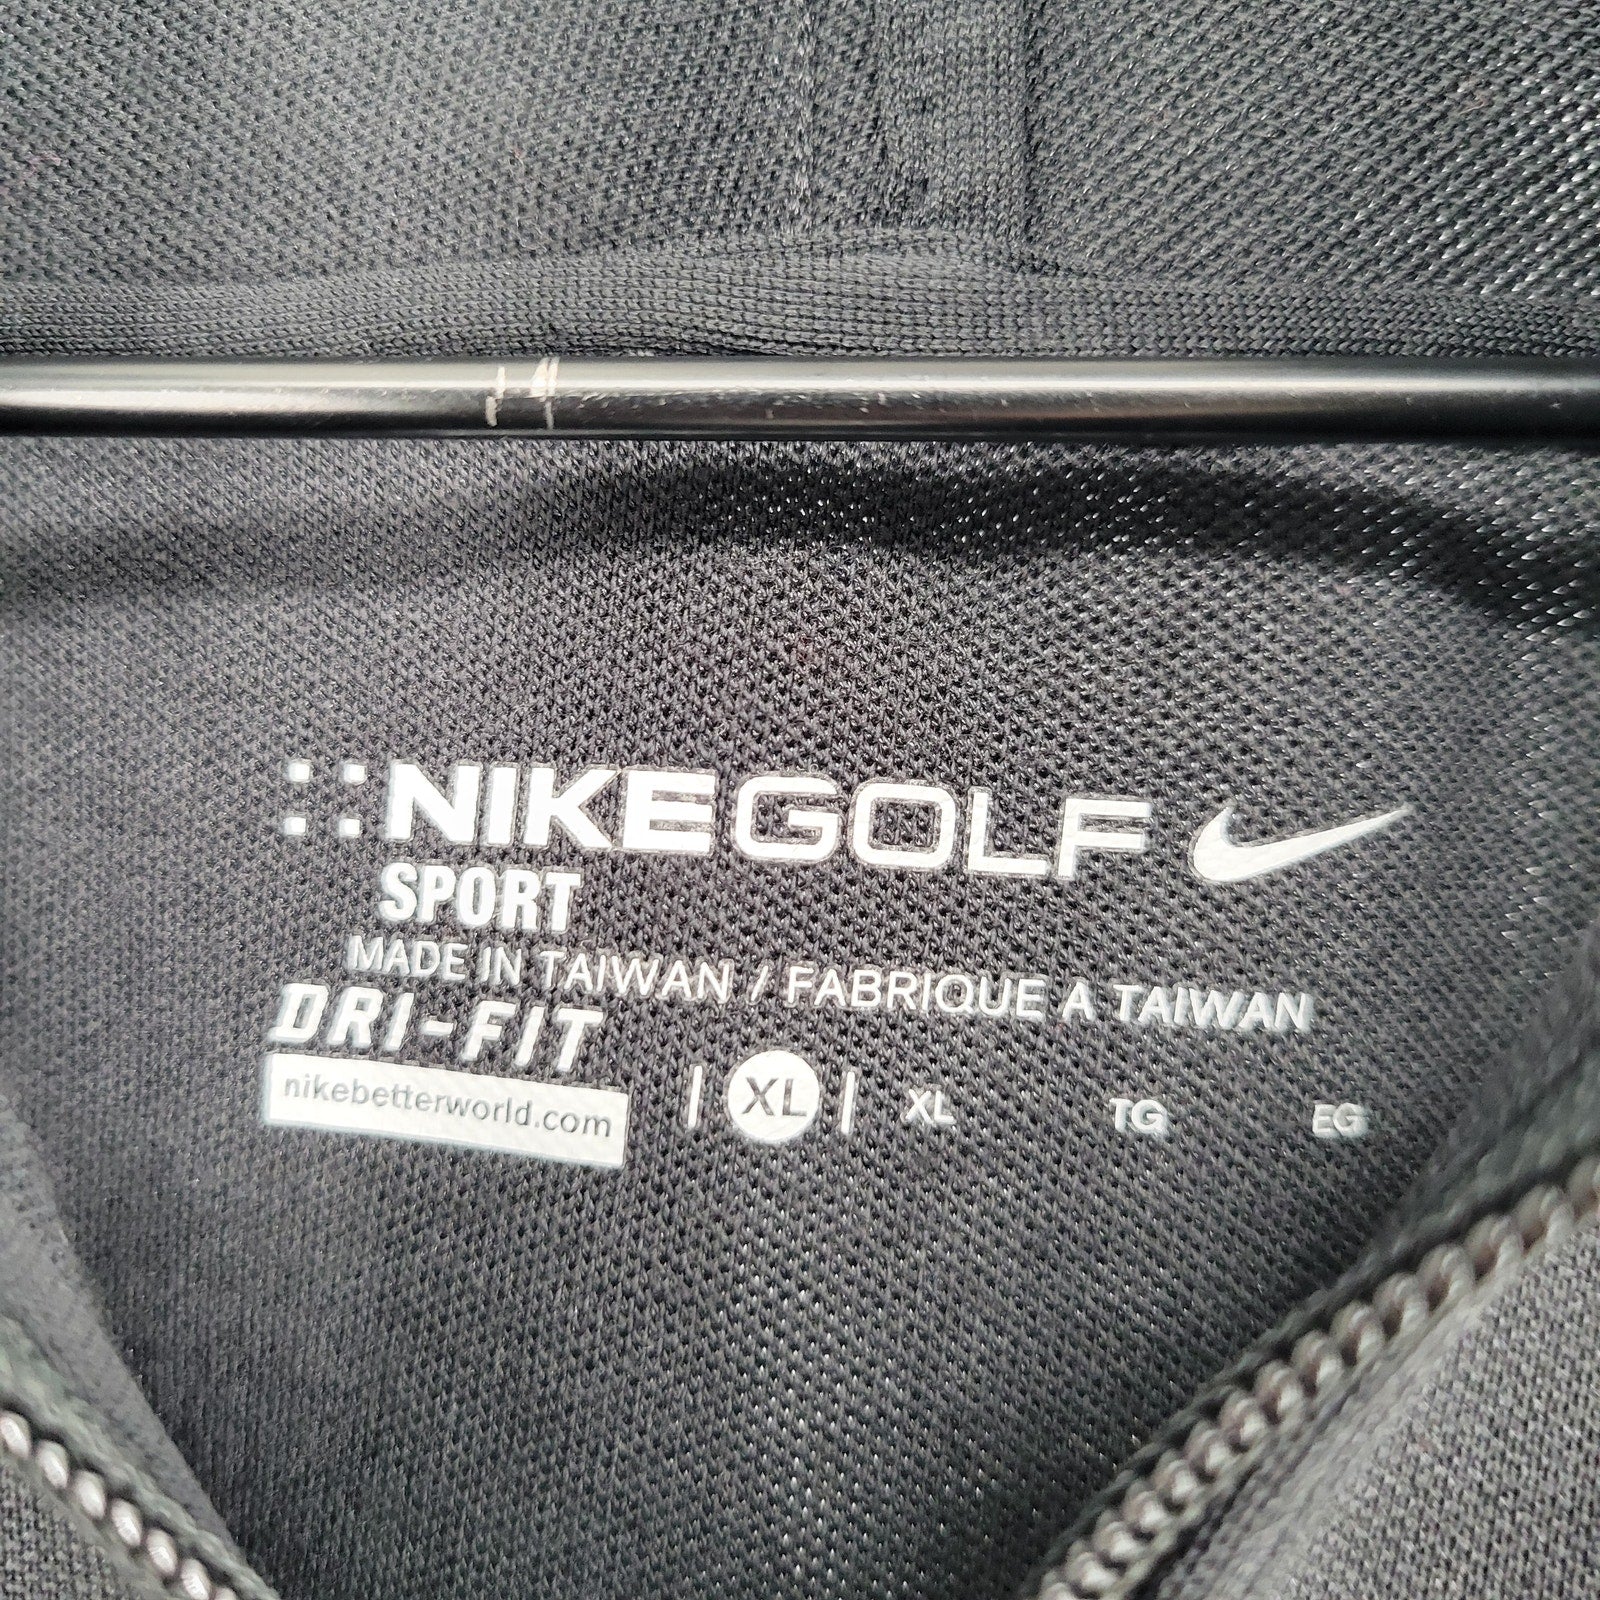 NIKEGOLF
SPORT
MADE IN TAIWAN / FABRIQUE A TAIWAN
DRI-FIT
nikebetterworld.com
| XL | XL TG EG